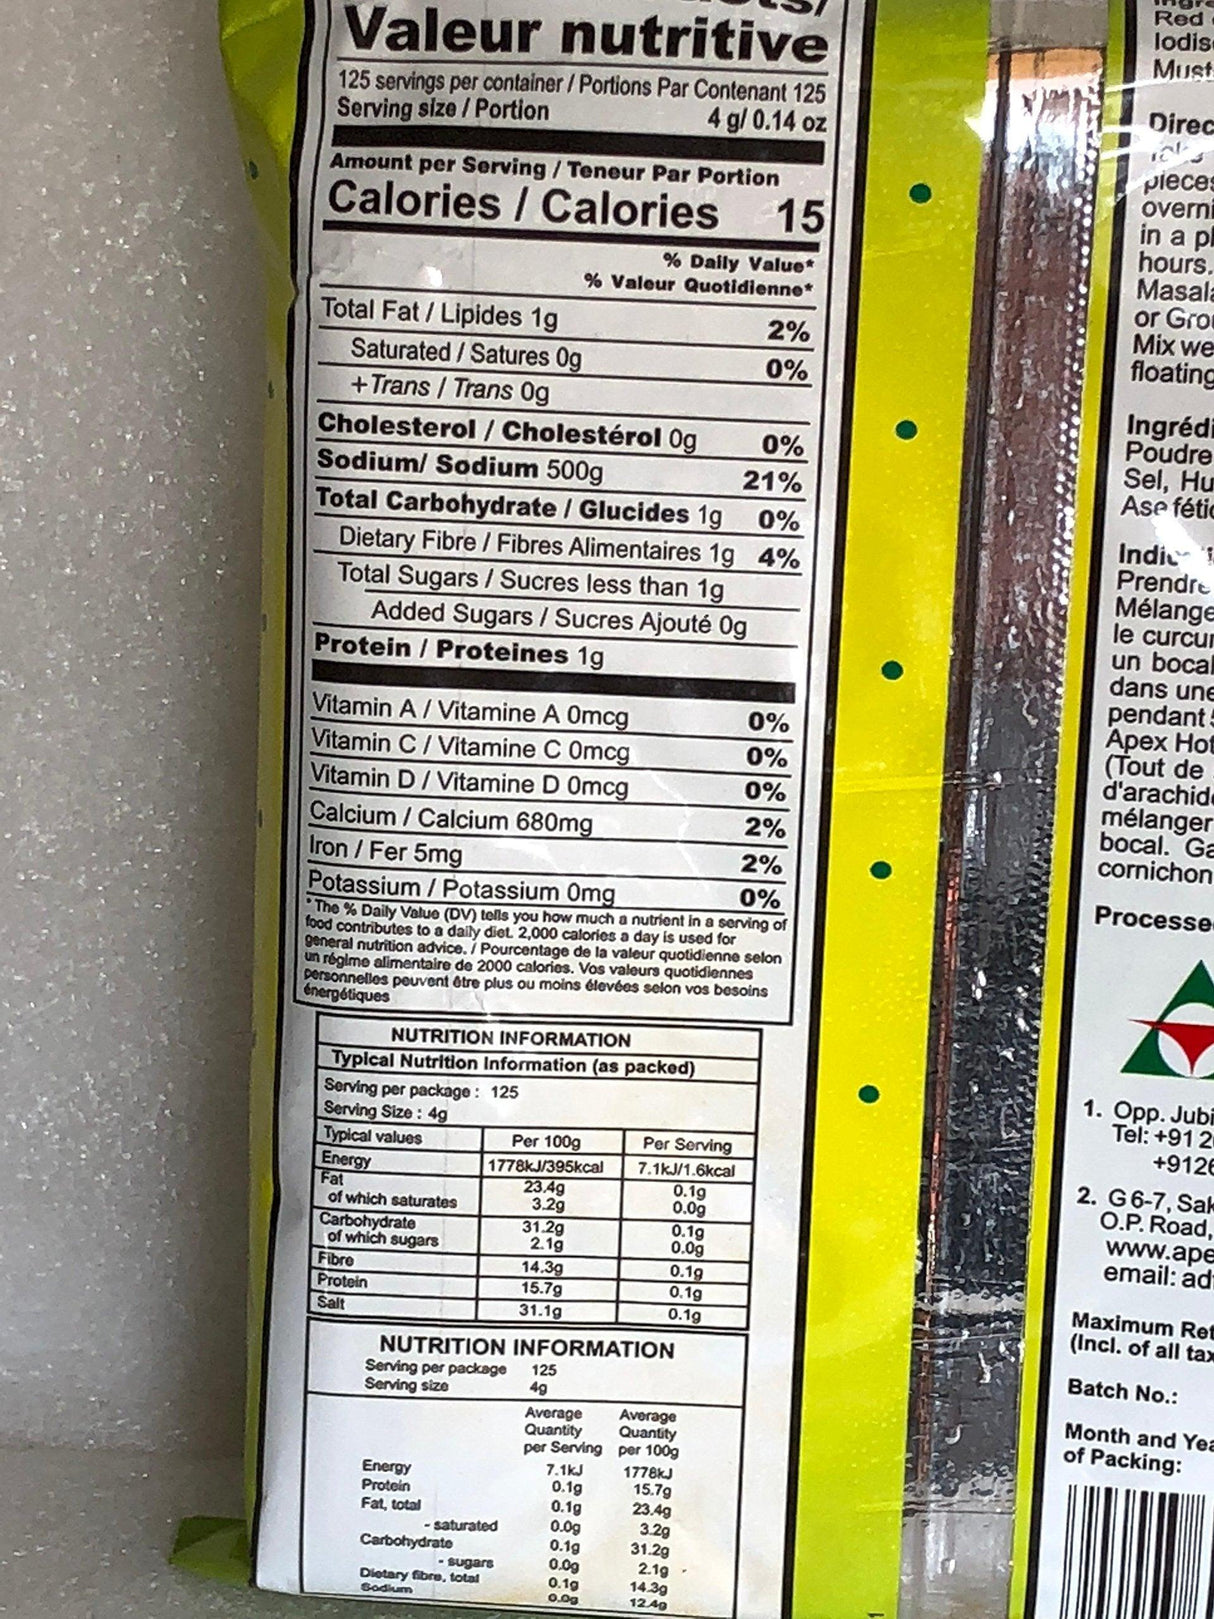 Valeur nutritive
125 servings per container / Portions Par Contenant 125
Serving size / Portion 4 g/ 0.14 oz
Amount per Serving / Teneur Par Portion
Calories / Calories 15
% Daily Value*
% Valeur Quotidienne*
Total Fat / Lipides 1g 2%
Saturated / Satures 0g 0%
+Trans / Trans 0g
Cholesterol / Cholestérol 0g 0%
Sodium/ Sodium 500g 21%
Total Carbohydrate / Glucides 1g 0%
Dietary Fibre / Fibres Alimentaires 1g 4%
Total Sugars / Sucres less than 1g
Added Sugars / Sucres Ajouté 0g
Protein / Proteines 1g
Vitamin A / Vitamine A 0mcg 0%
Vitamin C / Vitamine C 0mcg 0%
Vitamin D / Vitamine D 0mcg 0%
Calcium / Calcium 680mg 2%
Iron / Fer 5mg 2%
Potassium / Potassium 0mg 0%
*The % Daily Value (DV) tells you how much a nutrient in a serving of
food contributes to a daily diet. 2,000 calories a day is used for
general nutrition advice. / Pourcentage de la valeur quotidienne selon
un régime alimentaire de 2000 calories. Vos valeurs quotidiennes
personnelles peuvent être plus ou moins élevées selon vos besoins
énergétiques
NUTRITION INFORMATION
Typical Nutrition Information (as packed)
Serving per package : 125
Serving Size : 4g
Typical values Per 100g Per Serving
Energy 1778kJ/395kcal 7.1kJ/1.6kcal
Fat 23.4g 0.1g
of which saturates 3.2g 0.0g
Carbohydrate 31.2g 0.1g
of which sugars 2.1g 0.0g
Fibre 14.3g 0.1g
Protein 15.7g 0.1g
Salt 31.1g 0.1g
NUTRITION INFORMATION
Serving per package 125
Serving size 4g
Average Average
Quantity Quantity
per Serving per 100g
Energy 7.1kJ 1778kJ
Protein 0.1g 15.7g
Fat, total 0.1g 23.4g
- saturated 0.0g 3.2g
Carbohydrate 0.1g 31.2g
- sugars 0.0g 2.1g
Dietary fibre, total 0.1g 14.3g
Sodium 0.0g 12.4g
Red
Iodis
Must
Direc
pieces
overni
in a pl
hours.
Masala
or Grou
Mix we
floating
Ingrédi
Poudre
Sel, Hu
Ase fétid
Prendre
Mélange
le curcum
un bocal
dans une
pendant
Apex Hot
(Tout de
d'arachide
mélanger
bocal. Ga
cornichon
Processe
1. Opp. Jubi
Tel: +91 2
+9126
2. G 6-7, Sak
O.P. Road,
www.ape
email: ad
Maximum Ret
(Incl. of all tax
Batch No.:
Month and Yea
of Packing: